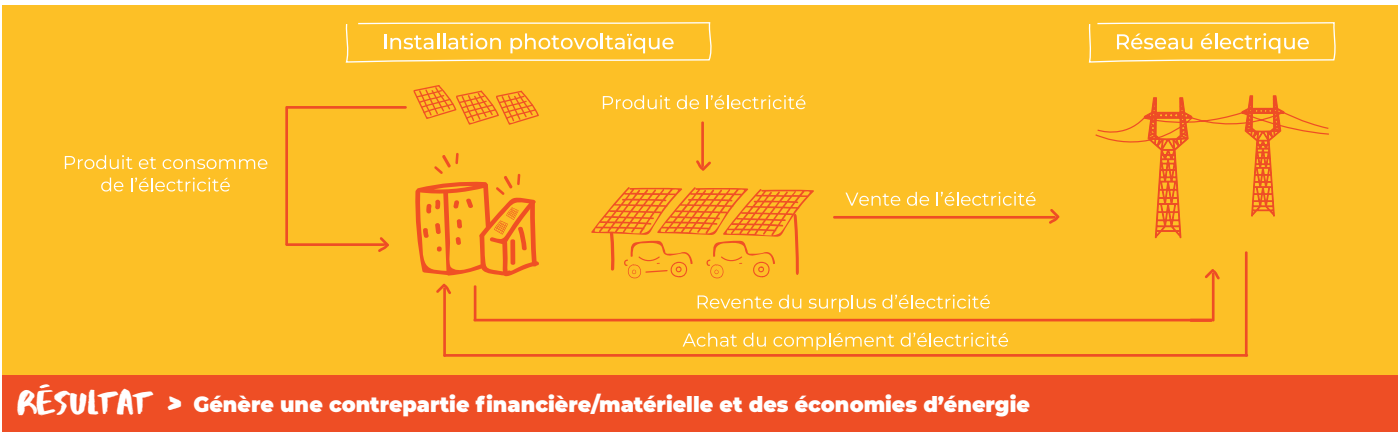 Installation photovoltaïque
Réseau électrique
Produit de l'électricité
Produit et consomme
de l'électricité
Vente de l'électricité
Revente du surplus d'électricité
Achat du complément d'électricité
RÉSULTAT > Génère une contrepartie financière/matérielle et des économies d'énergie